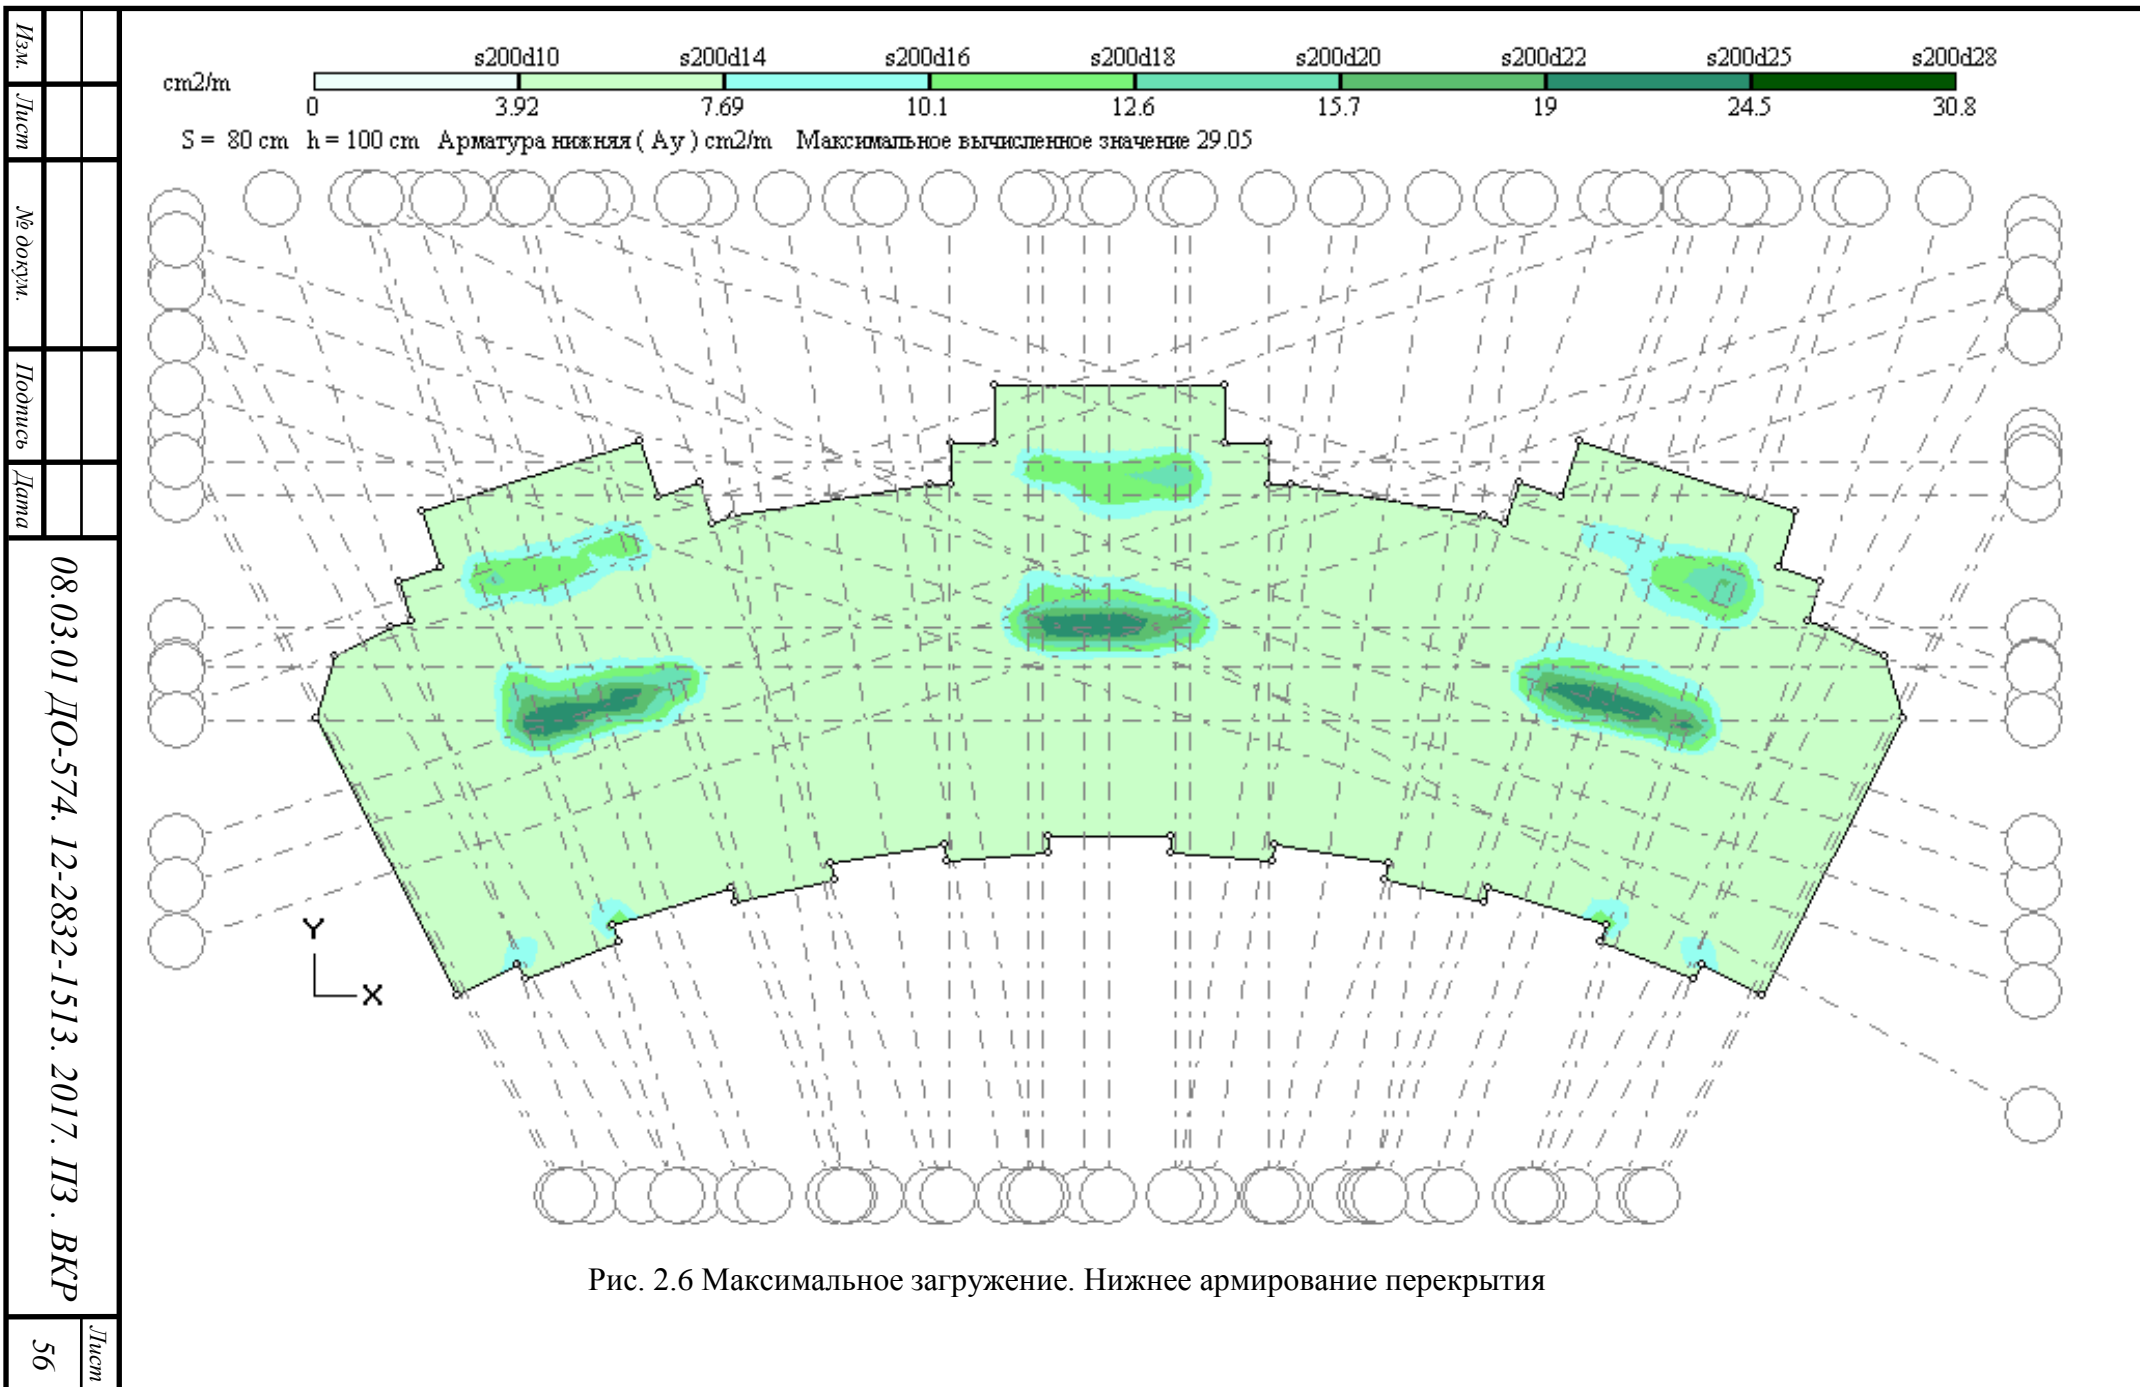 s200d10 s200d14 s200d16 s200d18 s200d20 s200d22 s200d25 s200d28
cm2/m
0 3.92 7.69 10.1 12.6 15.7 19 24.5 30.8
S = 80 cm h = 100 cm Арматура нижняя ( Ay ) cm2/m Максимальное вычисленное значение 29.05
Y
X
Рис. 2.6 Максимальное загружение. Нижнее армирование перекрытия
Изм.
Лист
№ докум.
Подпись
Дата
08.03.01 ДО-574. 12-2832-1513. 2017. ПЗ . ВКР
Лист
56